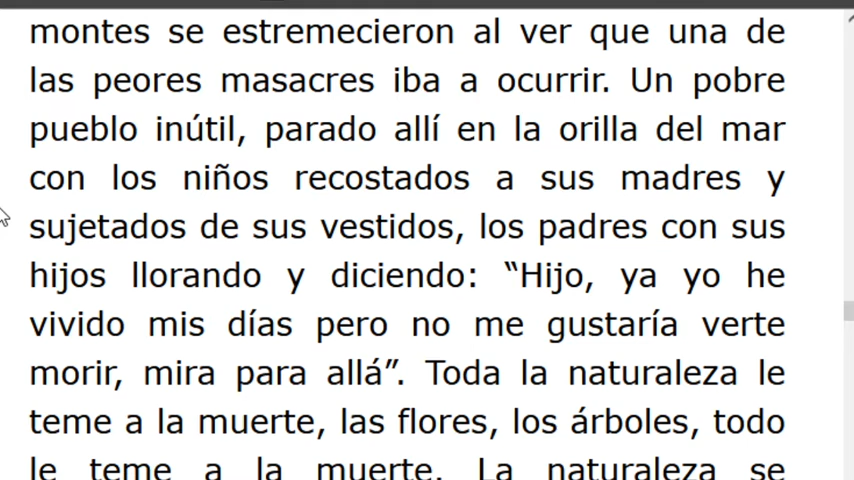 montes se estremecieron al ver que una de
las peores masacres iba a ocurrir. Un pobre
pueblo inútil, parado allí en la orilla del mar
con los niños recostados a sus madres y
sujetados de sus vestidos, los padres con sus
hijos llorando y diciendo: “Hijo, ya yo he
vivido mis días pero no me gustaría verte
morir, mira para allá”. Toda la naturaleza le
teme a la muerte, las flores, los árboles, todo
le teme a la muerte. La naturaleza se